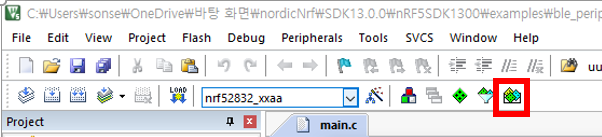 C:₩Users₩sonse₩OneDrive₩바탕 화면₩nordicNrf₩SDK13.0.0₩nRF5SDK1300₩examples₩ble_perip
File Edit View Project Flash Debug Peripherals Tools SVCS Window Help
LOAD nrf52832_xxaa
Project main.c